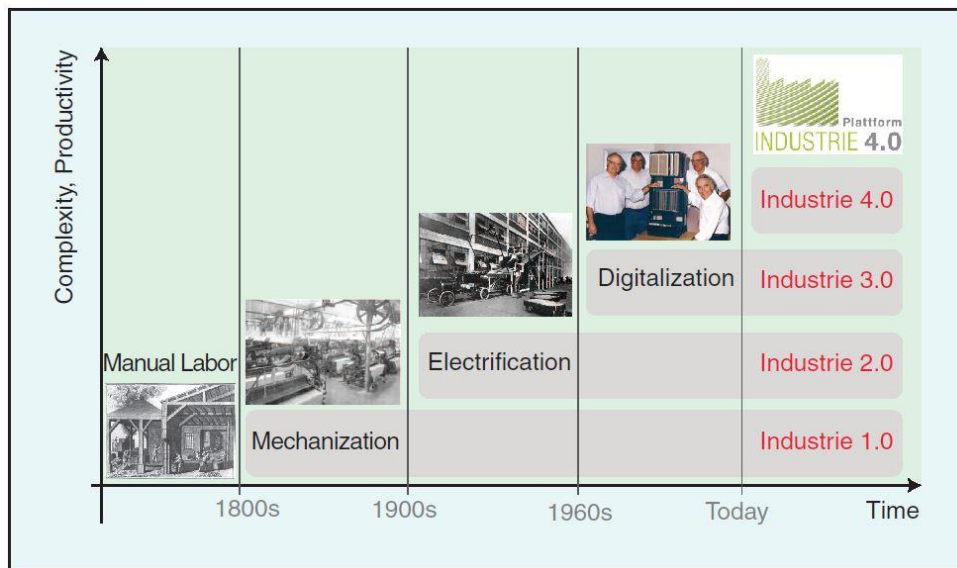 Complexity, Productivity
Plattform
INDUSTRIE 4.0
Industrie 4.0
Digitalization
Industrie 3.0
Manual Labor
Electrification
Industrie 2.0
Mechanization
Industrie 1.0
1800s
1900s
1960s
Today
Time